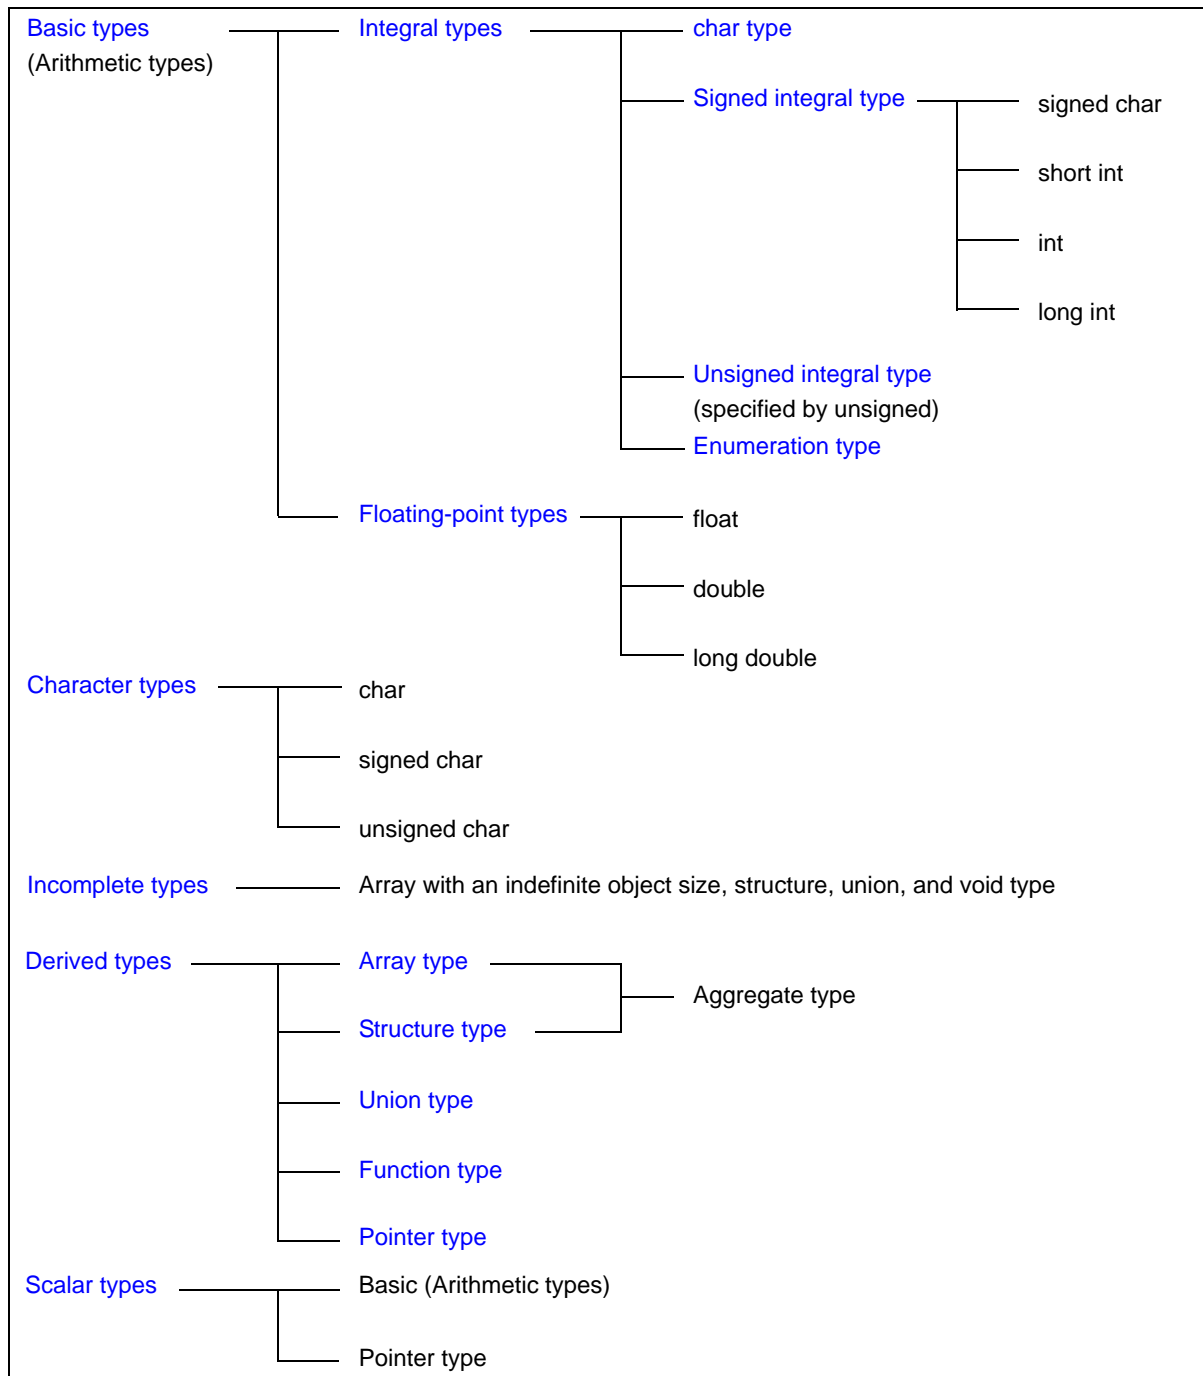 Basic types
(Arithmetic types)
Integral types
char type
Signed integral type
signed char
short int
int
long int
Unsigned integral type
(specified by unsigned)
Enumeration type
Floating-point types
float
double
long double
Character types
char
signed char
unsigned char
Incomplete types
Array with an indefinite object size, structure, union, and void type
Derived types
Array type
Structure type
Aggregate type
Union type
Function type
Pointer type
Scalar types
Basic (Arithmetic types)
Pointer type